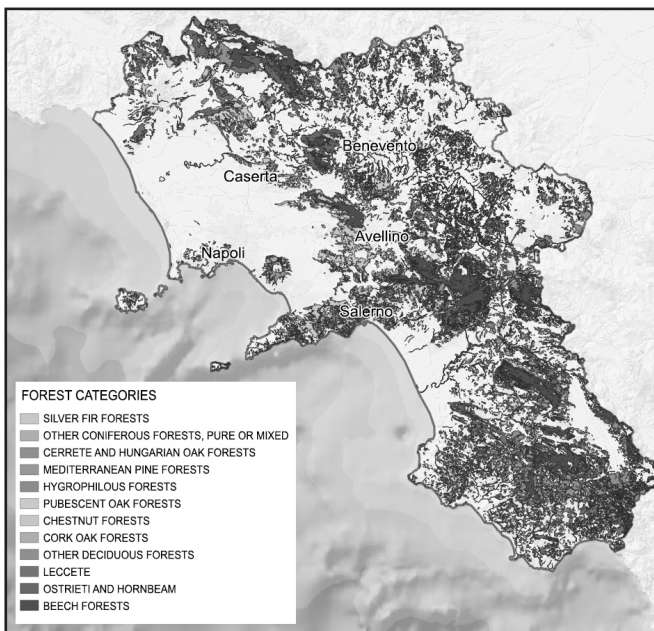 Benevento
Caserta
Avellino
Napoli
Salerno
FOREST CATEGORIES
SILVER FIR FORESTS
OTHER CONIFEROUS FORESTS, PURE OR MIXED
CERRETE AND HUNGARIAN OAK FORESTS
MEDITERRANEAN PINE FORESTS
HYGROPHILOUS FORESTS
PUBESCENT OAK FORESTS
CHESTNUT FORESTS
CORK OAK FORESTS
OTHER DECIDUOUS FORESTS
LECCETE
OSTRIETI AND HORNBEAM
BEECH FORESTS